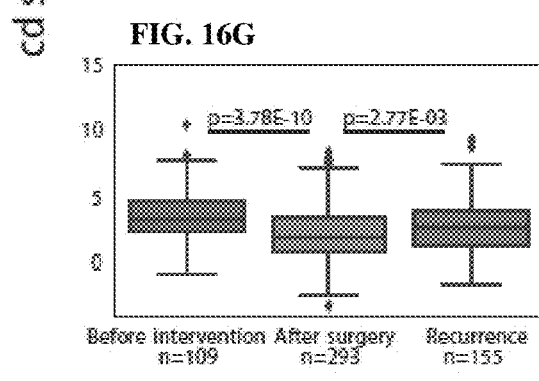 FIG. 16G
cd
15
10
5
0
p=3.78E-10 p=2.77E-03
Before intervention After surgery Recurrence
n=109 n=293 n=155